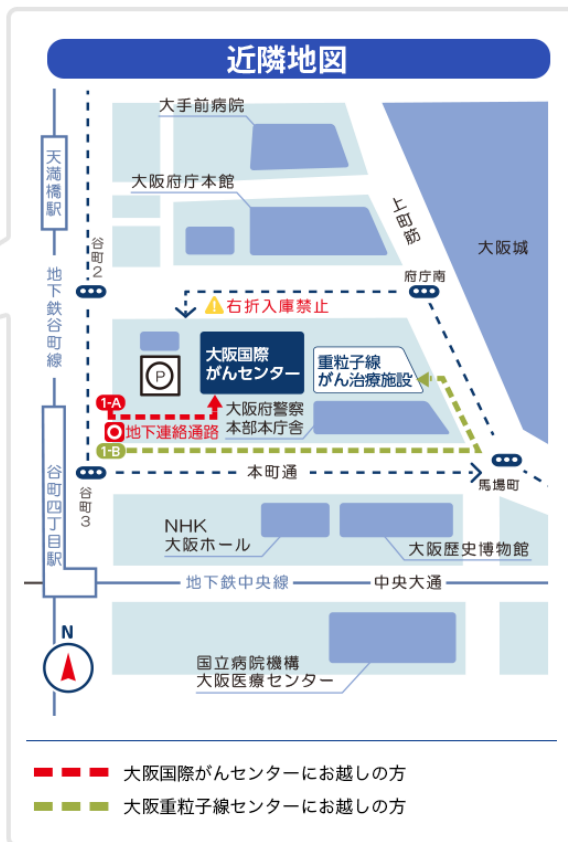 近隣地図
大手前病院
天満橋駅
大阪府庁本館
上町筋
大阪城
谷町2
地下鉄谷町線
府庁南
右折入庫禁止
大阪国際
がんセンター
重粒子線
がん治療施設
P
1-A
地下連絡通路
大阪府警察
本部本庁舎
1-B
本町通
馬場町
谷町3
谷町四丁目駅
NHK
大阪ホール
大阪歴史博物館
地下鉄中央線
中央大通
N
国立病院機構
大阪医療センター
大阪国際がんセンターにお越しの方
大阪重粒子線センターにお越しの方